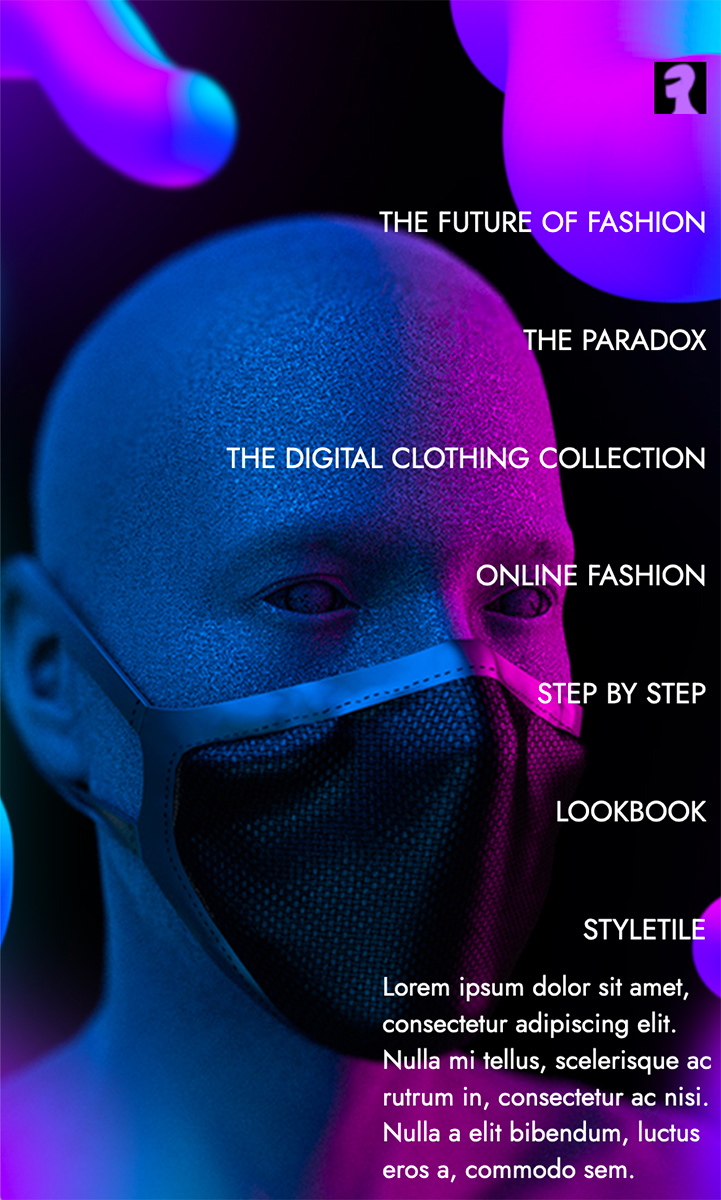 THE FUTURE OF FASHION
THE PARADOX
THE DIGITAL CLOTHING COLLECTION
ONLINE FASHION
STEP BY STEP
LOOKBOOK
STYLETILE
Lorem ipsum dolor sit amet,
consectetur adipiscing elit.
Nulla mi tellus, scelerisque ac
rutrum in, consectetur ac nisi.
Nulla a elit bibendum, luctus
eros a, commodo sem.